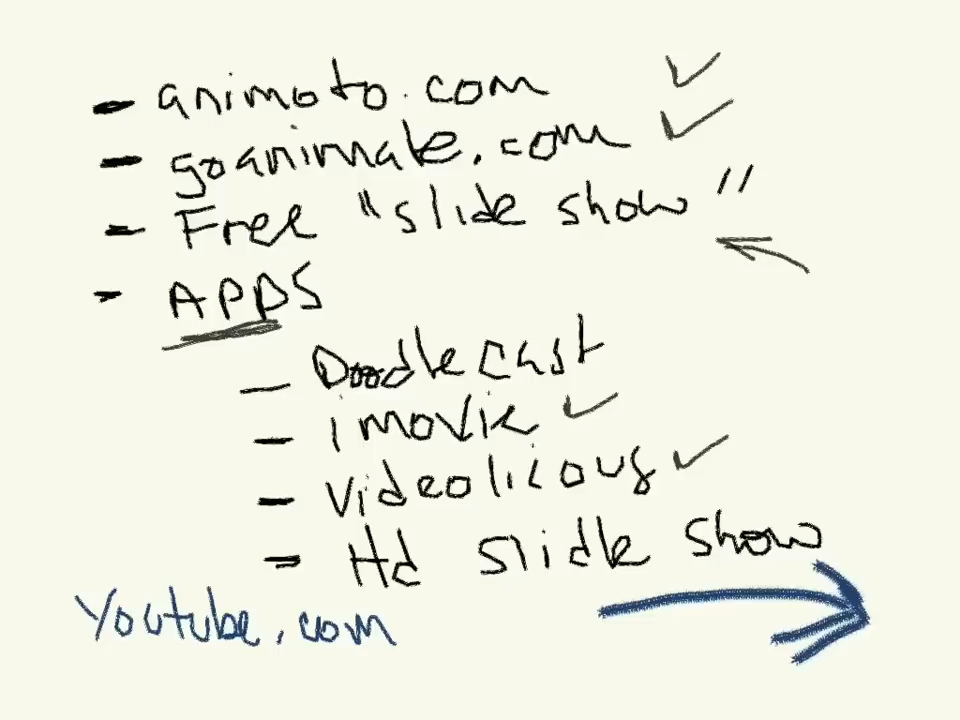 - animoto.com ✓
- goanimate.com ✓
- Free "slide show"
- APPS
- Doodlecast
- imovie ✓
- Videolicous ✓
- Hd slide show
Youtube.com